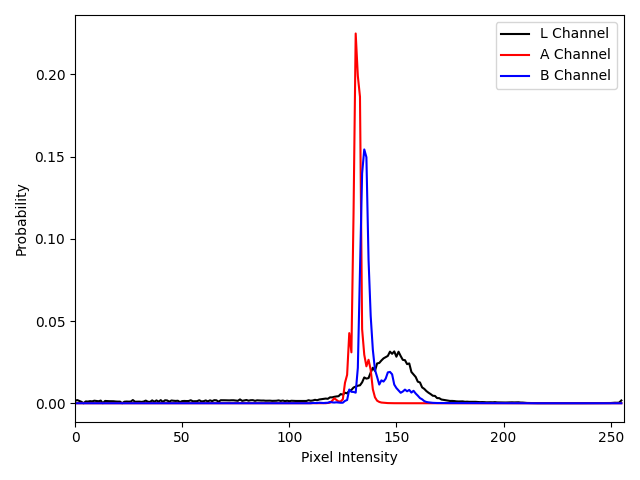 L Channel
A Channel
B Channel
0.20
0.15
0.10
0.05
0.00
Probability
0 50 100 150 200 250
Pixel Intensity